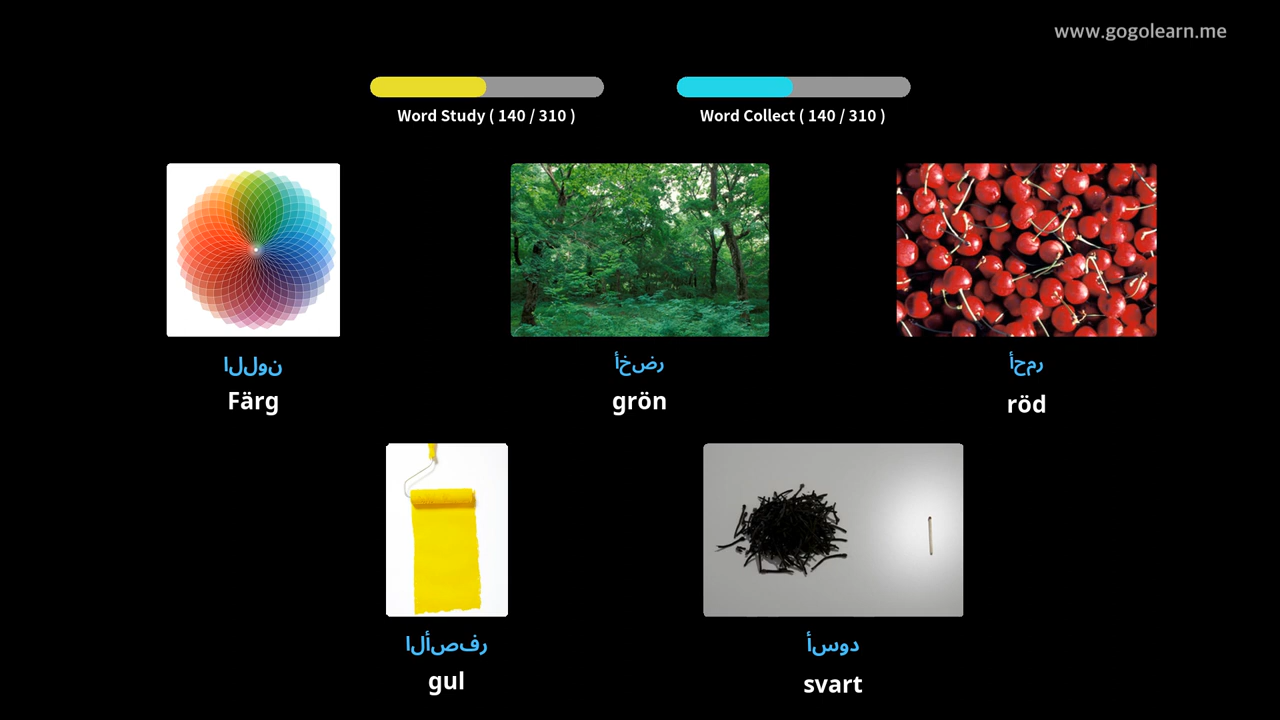 www.gogolearn.me
Word Study ( 140 / 310 )
Word Collect ( 140 / 310 )
اللون
Färg
أخضر
grön
أحمر
röd
الأصفر
gul
أسود
svart